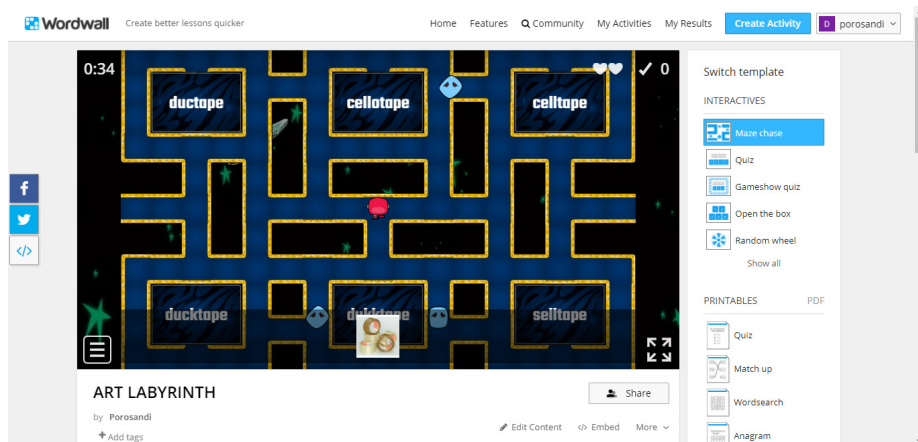 Wordwall Create better lessons quicker Home Features Community My Activities My Results Create Activity D porosandi
0:34 ✓ 0
ductape cellotape celltape
ducktape dukktape selltape
ART LABYRINTH
Share
by Porosandi
+ Add tags
Edit Content </> Embed More
f
</>
Switch template
INTERACTIVES
Maze chase
Quiz
Gameshow quiz
Open the box
Random wheel
Show all
PRINTABLES PDF
Quiz
Match up
Wordsearch
Anagram